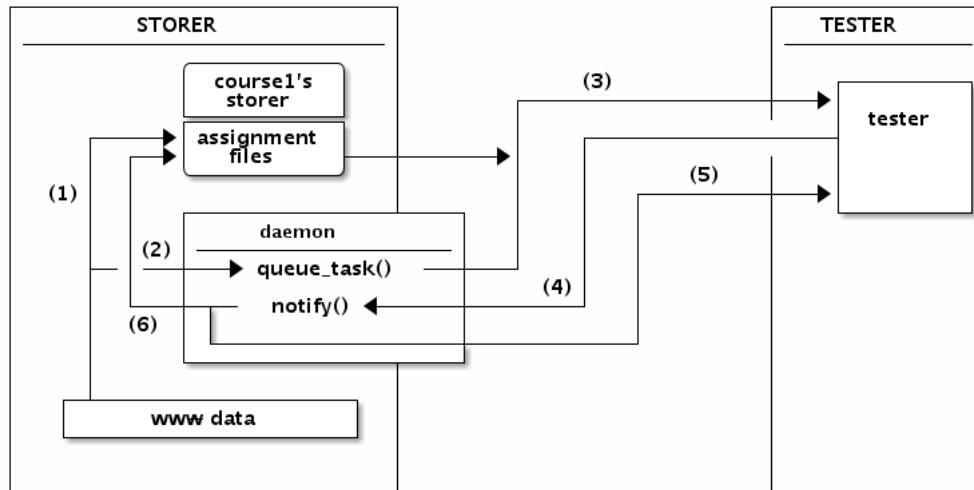 STORER
TESTER
course1's
storer
(3)
assignment
files
tester
(1)
(5)
daemon
(2)
queue_task()
(4)
notify()
(6)
www data